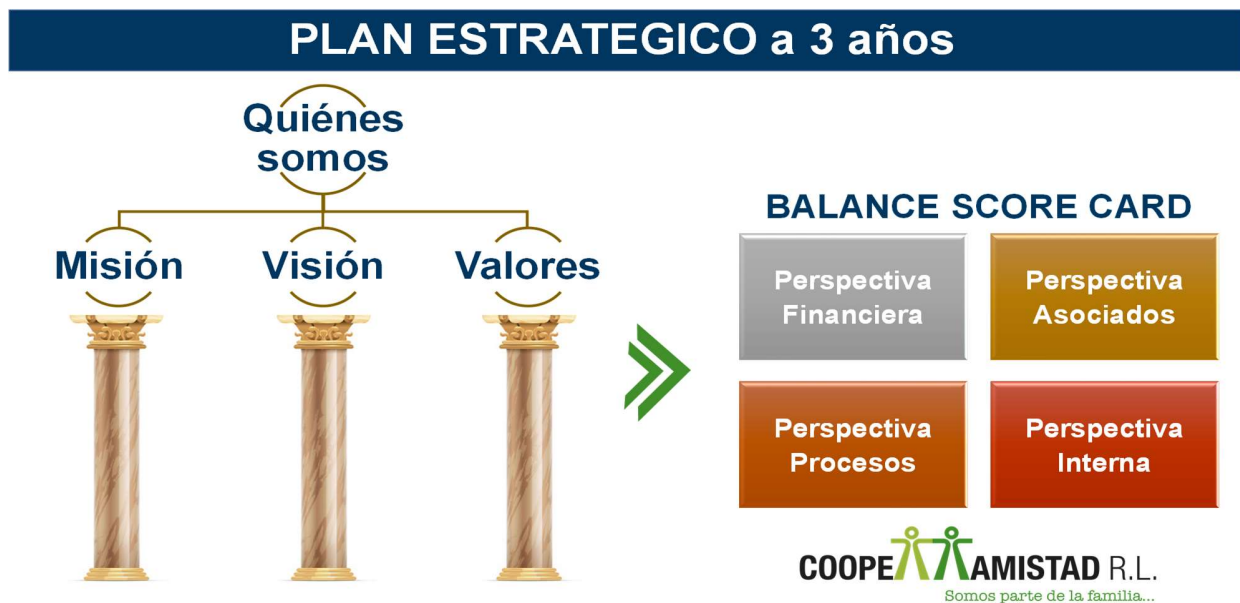 PLAN ESTRATEGICO a 3 años
Quiénes
somos
Misión
Visión
Valores
BALANCE SCORE CARD
Perspectiva
Financiera
Perspectiva
Asociados
Perspectiva
Procesos
Perspectiva
Interna
COOPE AMISTAD R.L.
Somos parte de la familia...